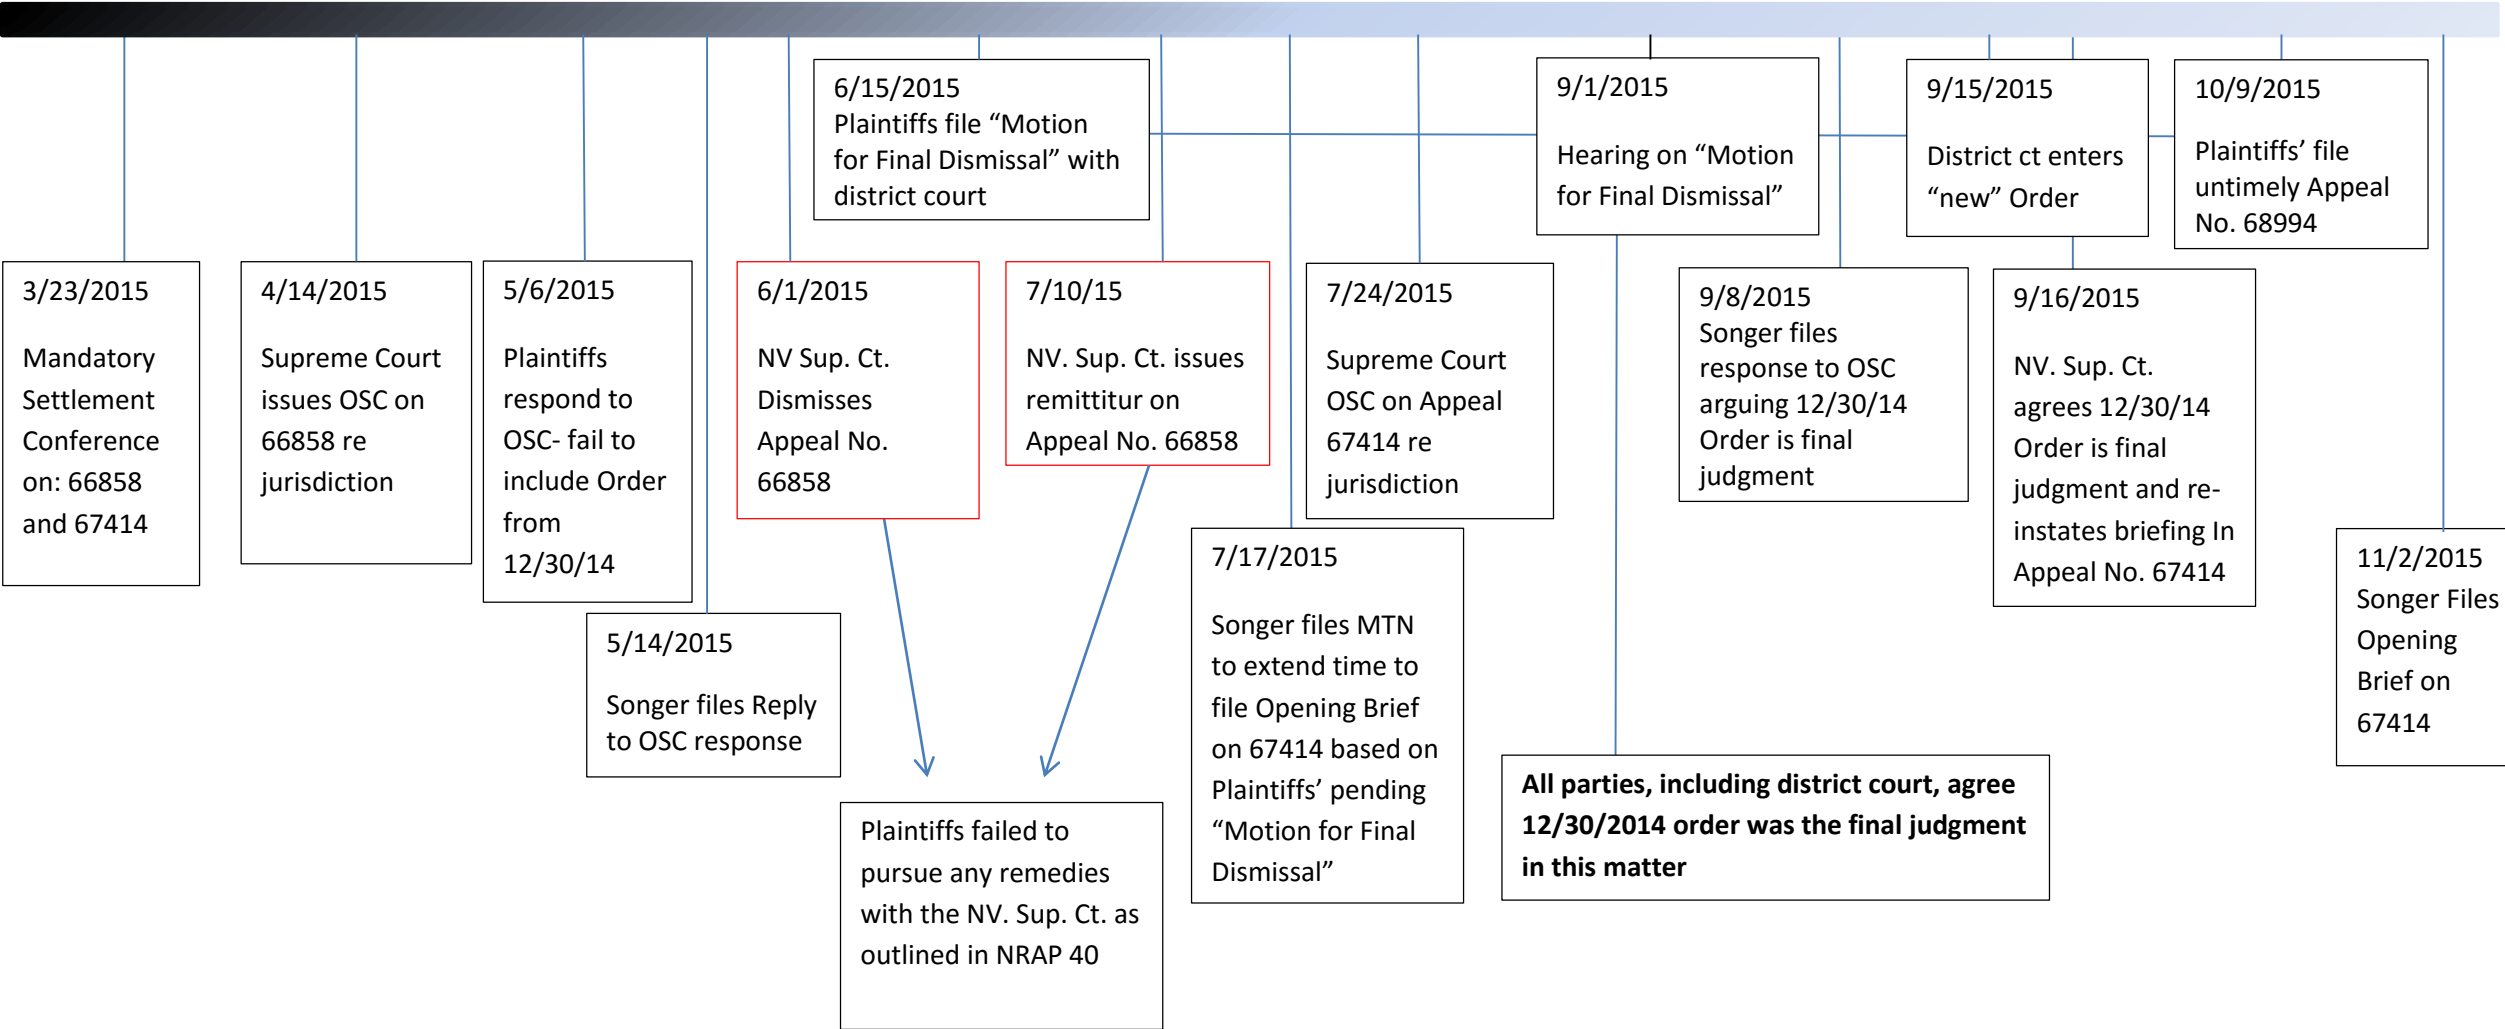 6/15/2015
Plaintiffs file “Motion
for Final Dismissal” with
district court
9/1/2015
Hearing on “Motion
for Final Dismissal”
9/15/2015
District ct enters
“new” Order
10/9/2015
Plaintiffs’ file
untimely Appeal
No. 68994
3/23/2015
Mandatory
Settlement
Conference
on: 66858
and 67414
4/14/2015
Supreme Court
issues OSC on
66858 re
jurisdiction
5/6/2015
Plaintiffs
respond to
OSC- fail to
include Order
from
12/30/14
6/1/2015
NV Sup. Ct.
Dismisses
Appeal No.
66858
7/10/15
NV. Sup. Ct. issues
remittitur on
Appeal No. 66858
7/24/2015
Supreme Court
OSC on Appeal
67414 re
jurisdiction
9/8/2015
Songer files
response to OSC
arguing 12/30/14
Order is final
judgment
9/16/2015
NV. Sup. Ct.
agrees 12/30/14
Order is final
judgment and re-
instates briefing In
Appeal No. 67414
5/14/2015
Songer files Reply
to OSC response
7/17/2015
Songer files MTN
to extend time to
file Opening Brief
on 67414 based on
Plaintiffs’ pending
“Motion for Final
Dismissal”
11/2/2015
Songer Files
Opening
Brief on
67414
Plaintiffs failed to
pursue any remedies
with the NV. Sup. Ct. as
outlined in NRAP 40
All parties, including district court, agree
12/30/2014 order was the final judgment
in this matter